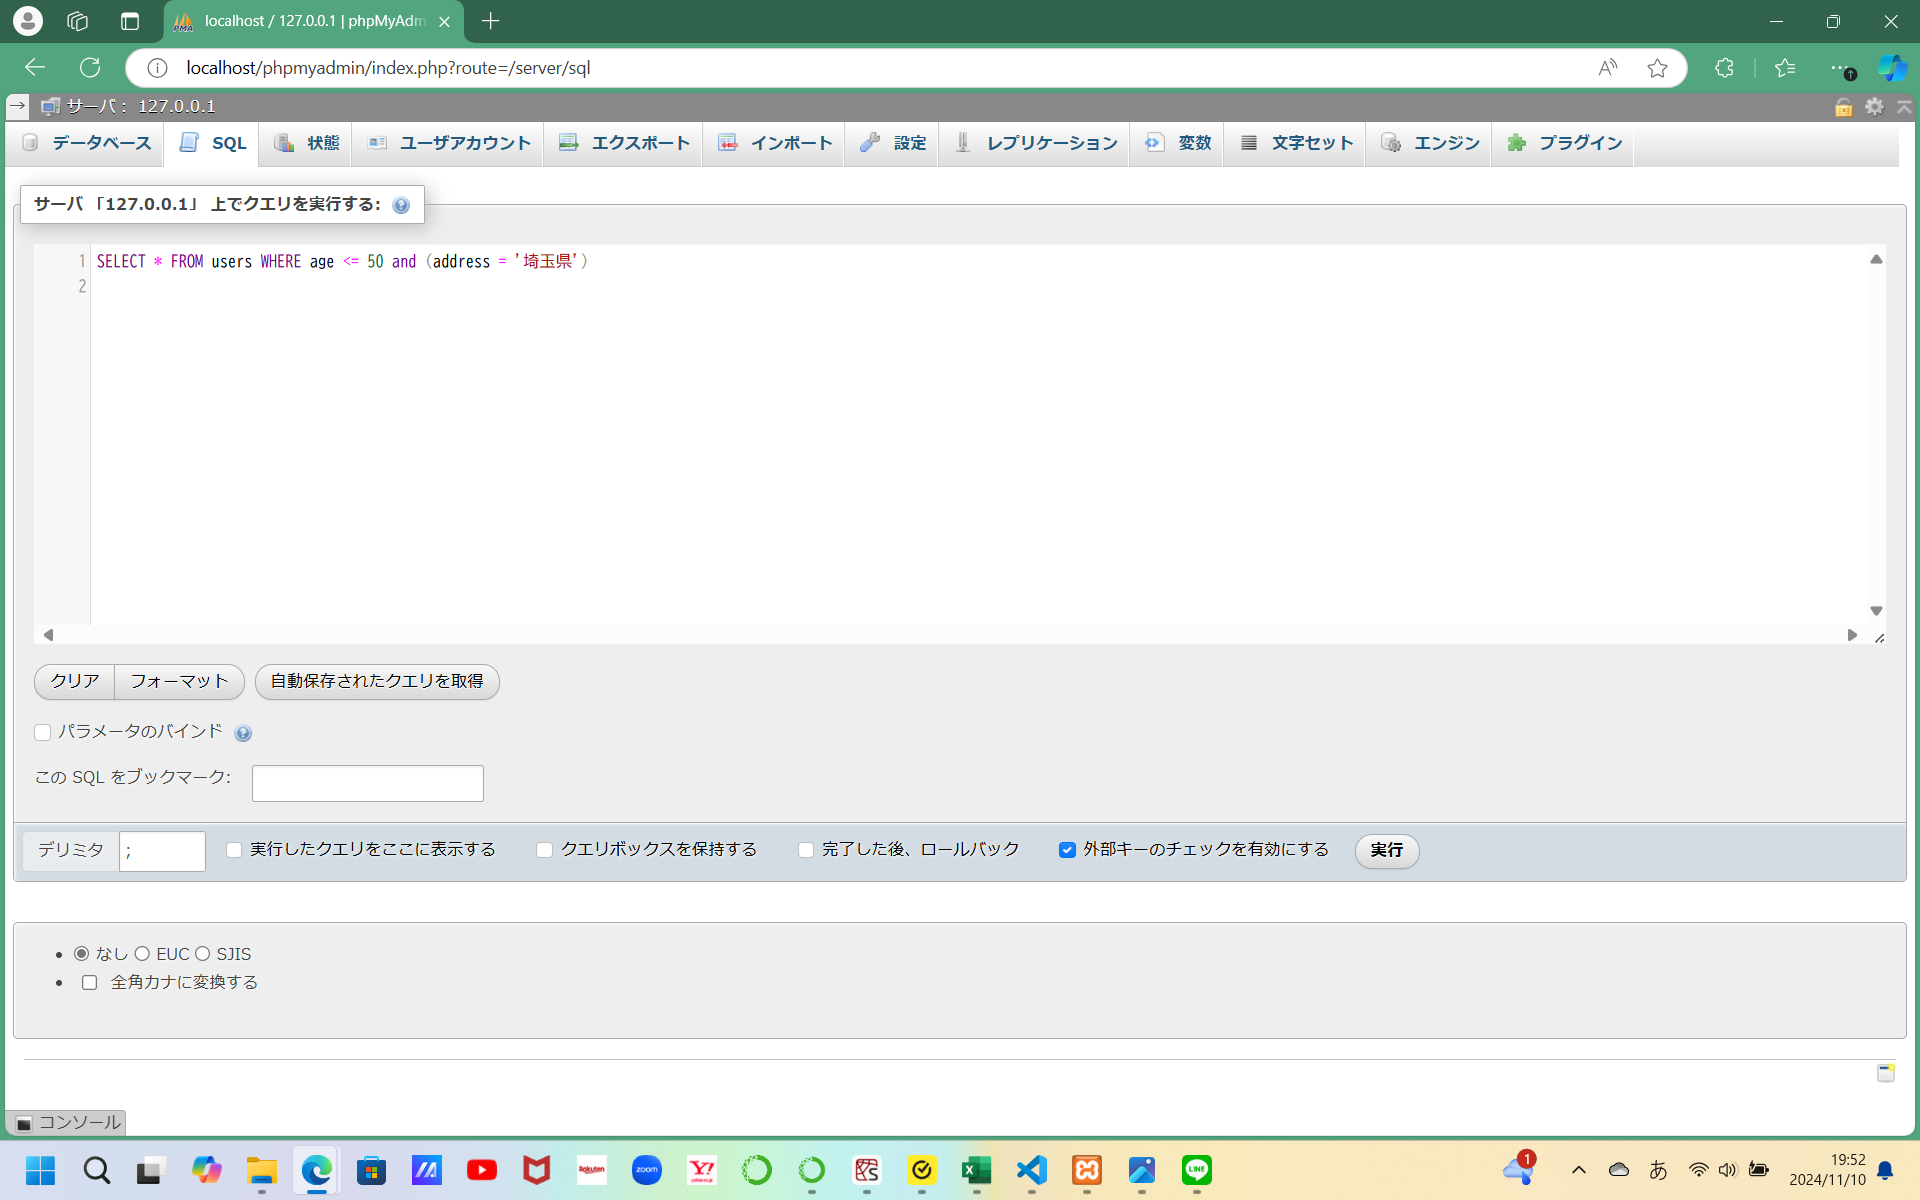 localhost / 127.0.0.1 | phpMyAdm
localhost/phpmyadmin/index.php?route=/server/sql
サーバ: 127.0.0.1
データベース SQL 状態 ユーザアカウント エクスポート インポート 設定 レプリケーション 変数 文字セット エンジン プラグイン
サーバ「127.0.0.1」 上でクエリを実行する:
1 SELECT * FROM users WHERE age <= 50 and (address = '埼玉県')
2
クリア フォーマット 自動保存されたクエリを取得
パラメータのバインド
この SQL をブックマーク:
デリミタ ; 実行したクエリをここに表示する クエリボックスを保持する 完了した後、ロールバック 外部キーのチェックを有効にする 実行
なし EUC SJIS
全角カナに変換する
コンソール
Rakuten
zoom
Y!
LINE
1
あ
19:52
2024/11/10